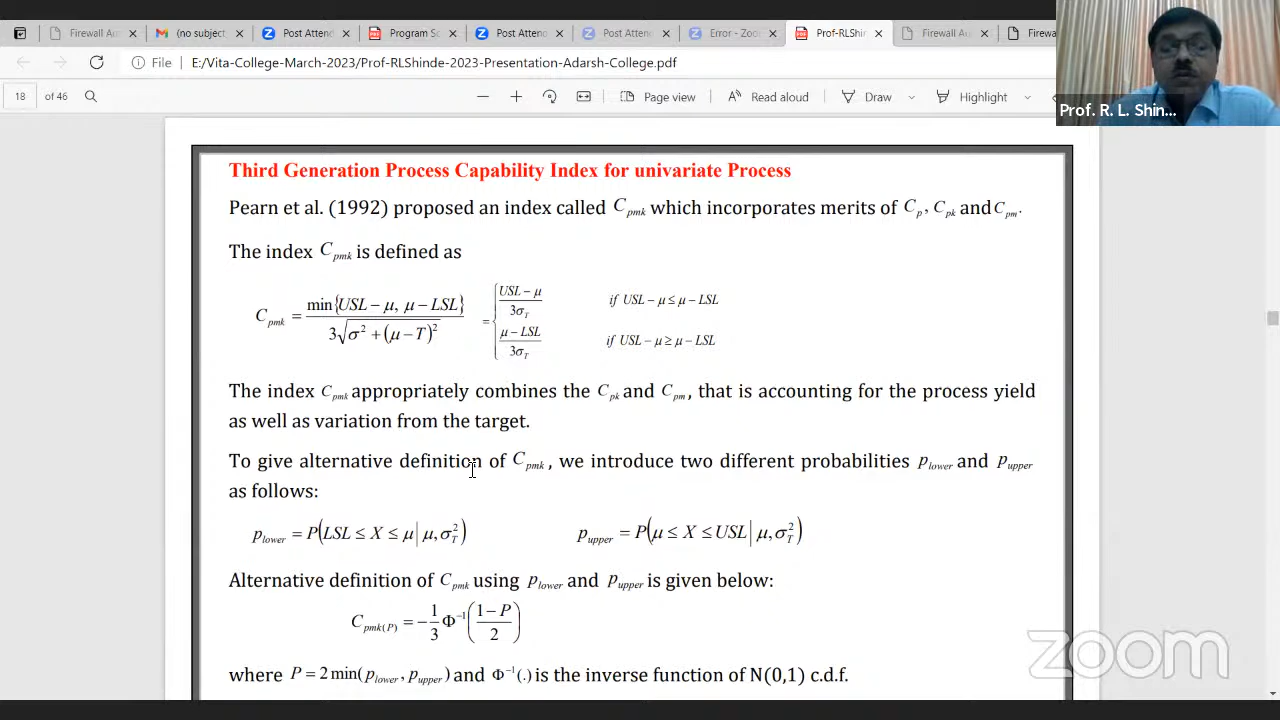 Firewall Au
(no subject
Post Attend
Program Sc
Post Atteno
Post Attend
Error - Zoo
Prof-RLShir
Firewall Au
Firewa
File E:/Vita-College-March-2023/Prof-RLShinde-2023-Presentation-Adarsh-College.pdf
18 of 46 Page view Read aloud Draw Highlight
Prof. R. L. Shin...
Third Generation Process Capability Index for univariate Process
Pearn et al. (1992) proposed an index called C_pmk which incorporates merits of C_p, C_pk and C_pm.
The index C_pmk is defined as
C_pmk = min{USL − μ, μ − LSL} / 3√(σ² + (μ − T)²) = { (USL − μ) / 3σ_T if USL − μ ≤ μ − LSL
(μ − LSL) / 3σ_T if USL − μ ≥ μ − LSL
The index C_pmk appropriately combines the C_pk and C_pm, that is accounting for the process yield
as well as variation from the target.
To give alternative definition of C_pmk, we introduce two different probabilities p_lower and p_upper
as follows:
p_lower = P(LSL ≤ X ≤ μ | μ, σ_T²) p_upper = P(μ ≤ X ≤ USL | μ, σ_T²)
Alternative definition of C_pmk using p_lower and p_upper is given below:
C_pmk(P) = −1/3 Φ⁻¹((1 − P) / 2)
where P = 2 min(p_lower, p_upper) and Φ⁻¹(.) is the inverse function of N(0,1) c.d.f.
zoom